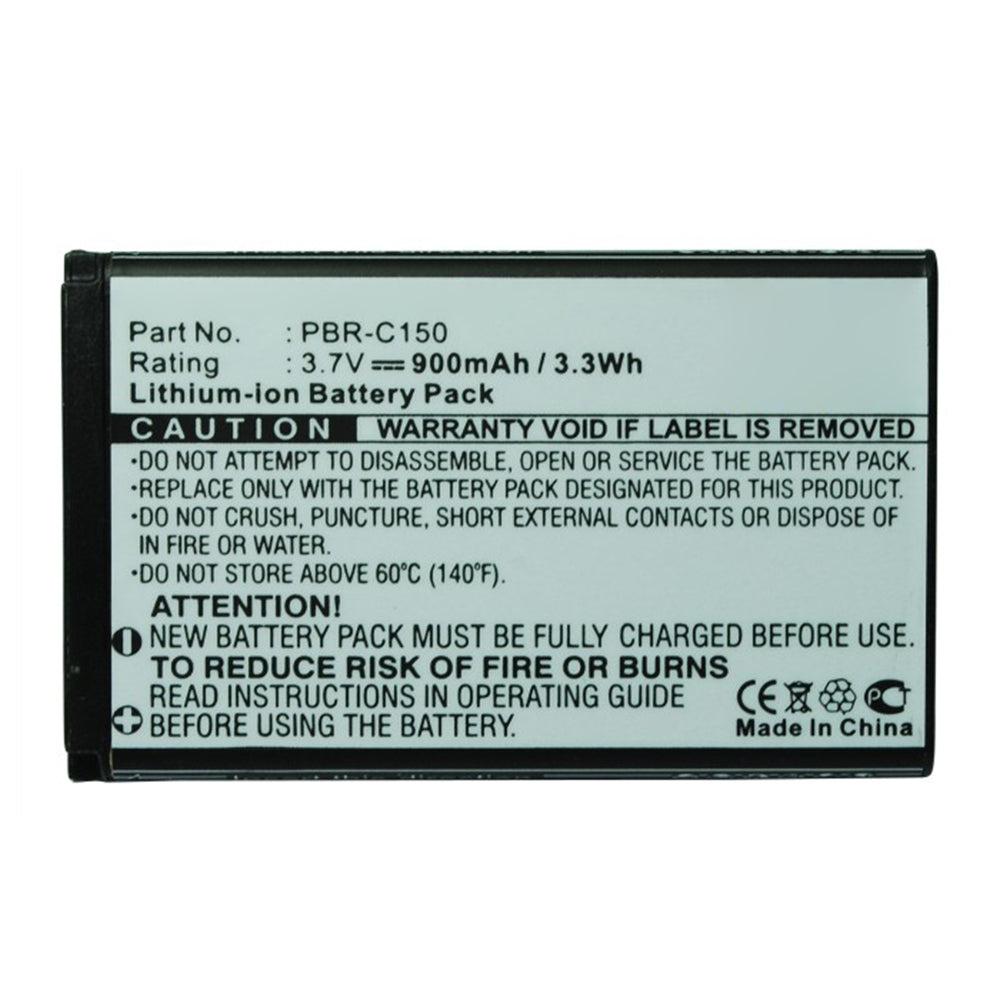 Part No. : PBR-C150
Rating : 3.7V 900mAh / 3.3Wh
Lithium-ion Battery Pack
CAUTION WARRANTY VOID IF LABEL IS REMOVED
·DO NOT ATTEMPT TO DISASSEMBLE, OPEN OR SERVICE THE BATTERY PACK.
·REPLACE ONLY WITH THE BATTERY PACK DESIGNATED FOR THIS PRODUCT.
·DO NOT CRUSH, PUNCTURE, SHORT EXTERNAL CONTACTS OR DISPOSE OF
IN FIRE OR WATER.
·DO NOT STORE ABOVE 60°C (140°F).
ATTENTION!
NEW BATTERY PACK MUST BE FULLY CHARGED BEFORE USE.
TO REDUCE RISK OF FIRE OR BURNS
READ INSTRUCTIONS IN OPERATING GUIDE
BEFORE USING THE BATTERY.
CE
Made In China